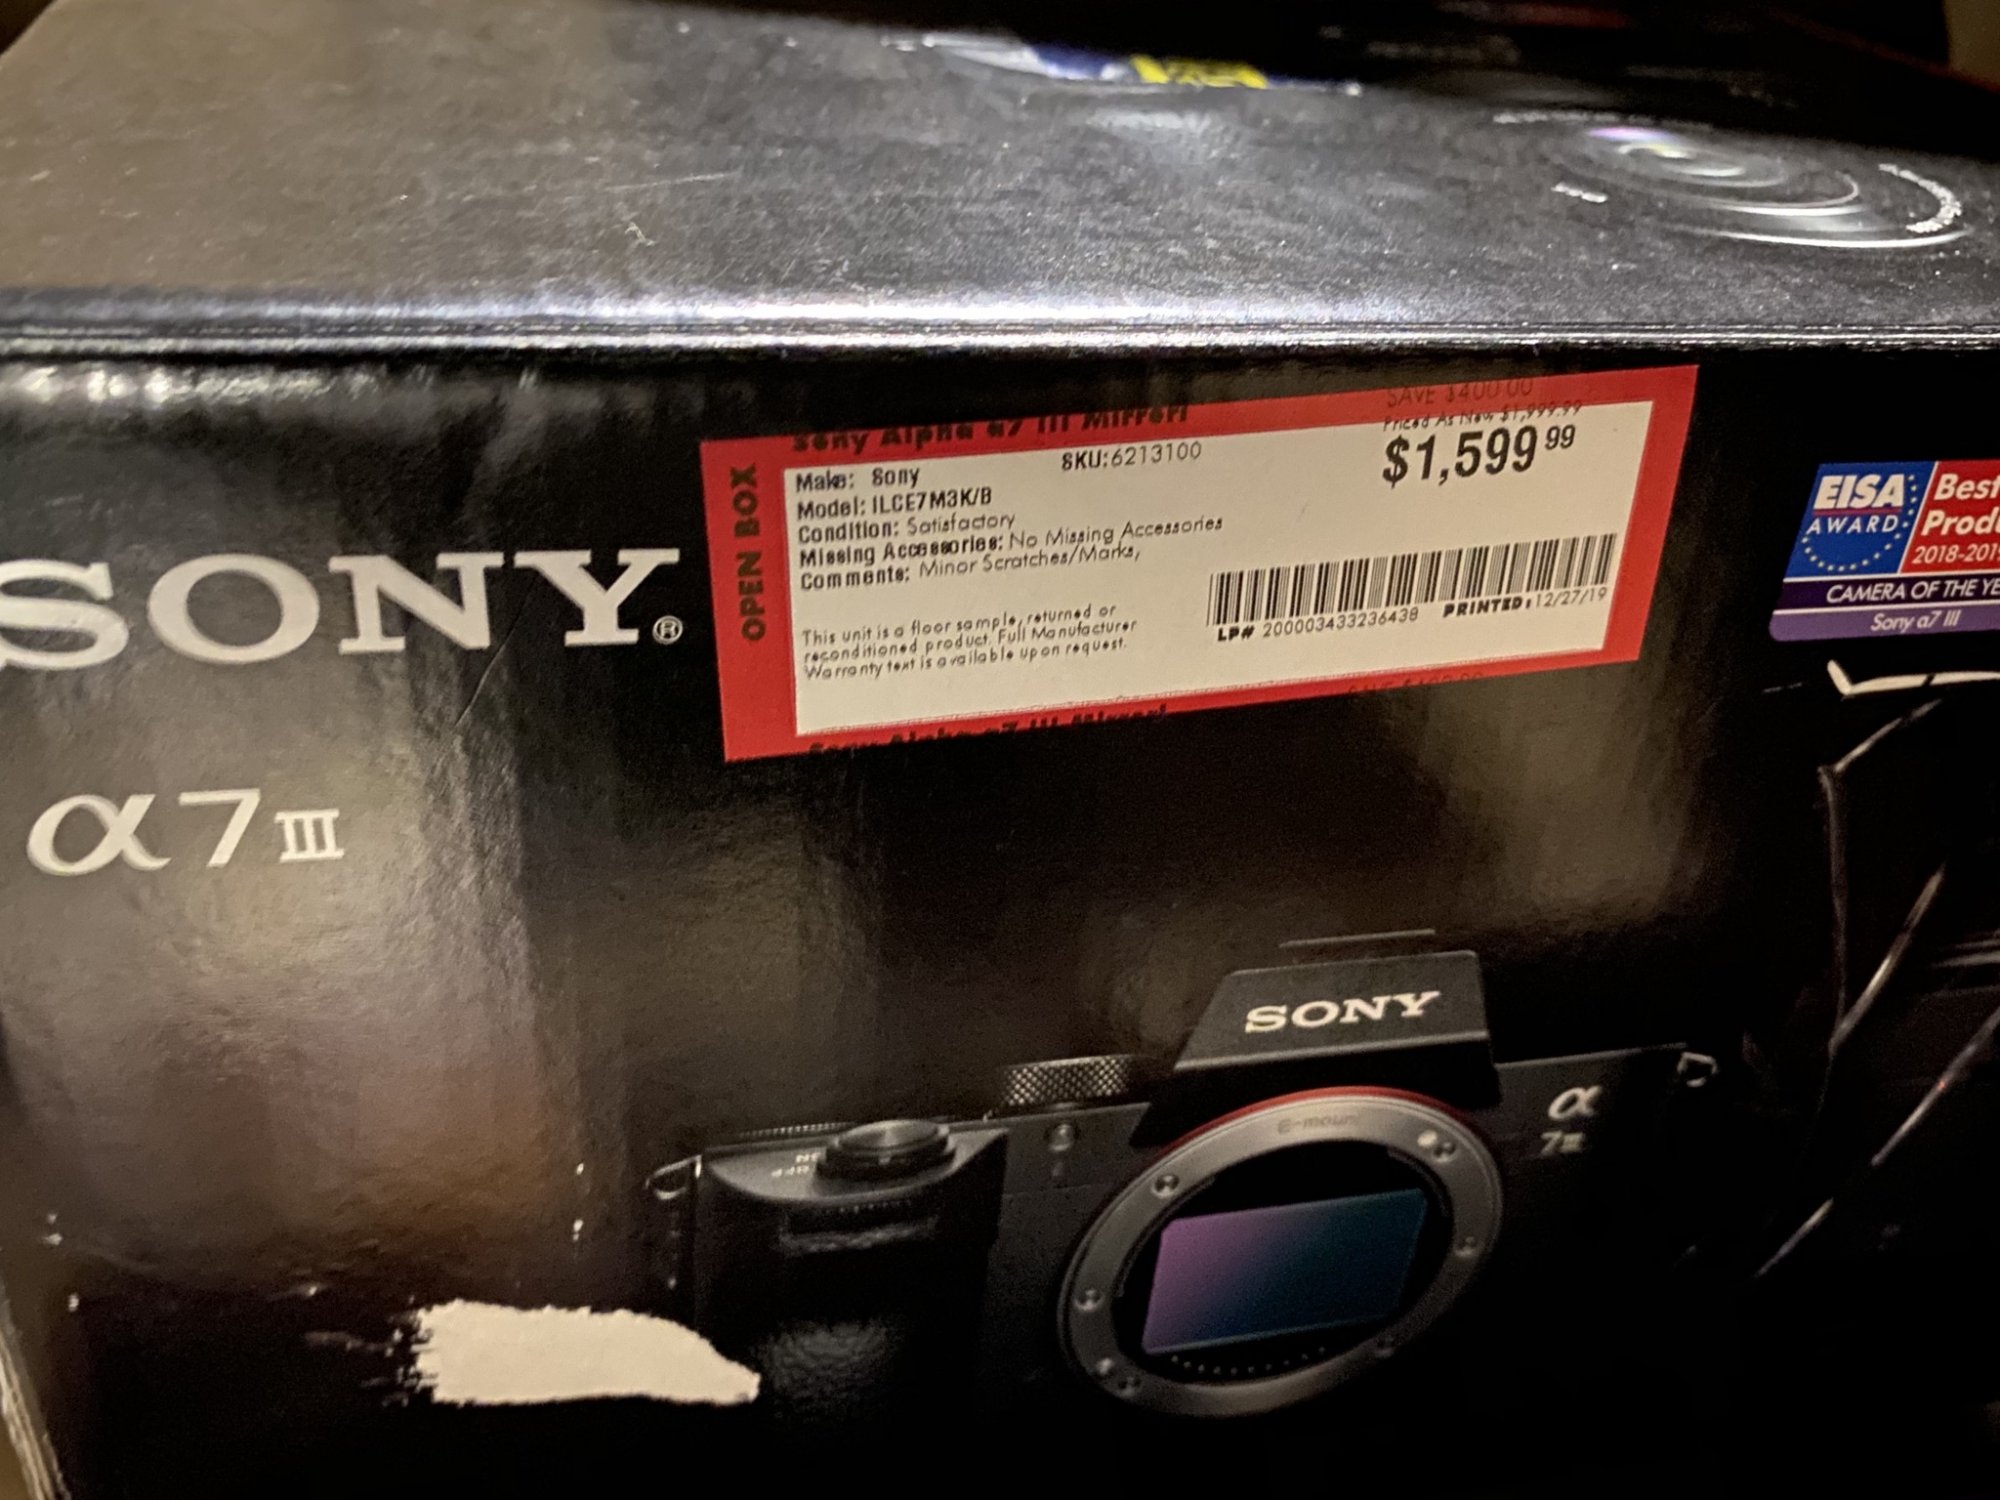 SONY®
α7III
OPEN BOX
Sony Alpha a7 III Mirrorl
SAVE $400.00
Priced As New, $1,999.99
$1,599.99
Make: Sony
SKU:6213100
Model: ILCE7M3K/B
Condition: Satisfactory
Missing Accessories: No Missing Accessories
Comments: Minor Scratches/Marks,
This unit is a floor sample, returned or
reconditioned product. Full Manufacturer
Warranty text is available upon request.
LP# 200003433236438 PRINTED: 12/27/19
EISA
AWARD
Best
Produ
2018-2019
CAMERA OF THE YE
Sony α7 III
SONY
α
7III
E-mount